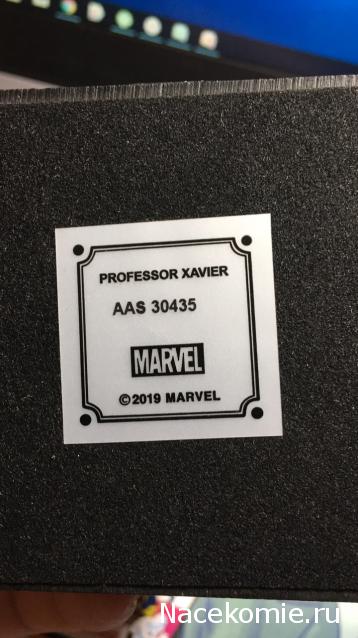 PROFESSOR XAVIER
AAS 30435
MARVEL
©2019 MARVEL
Nacekomie.ru